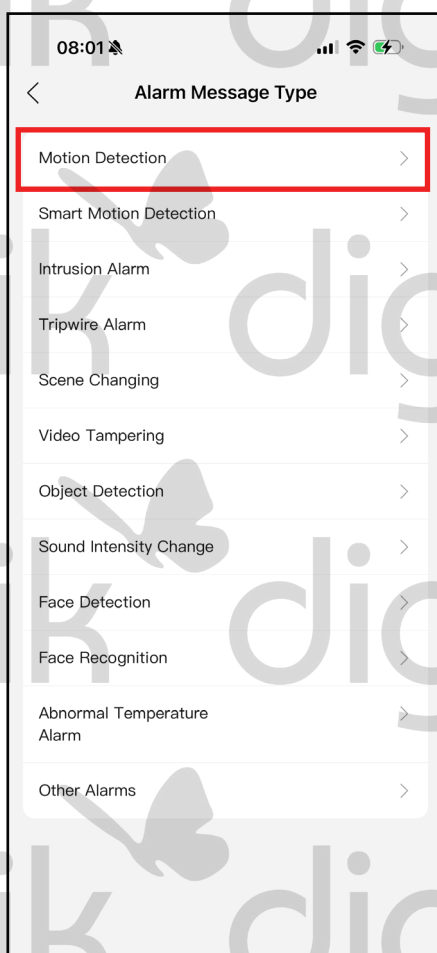 08:01
Alarm Message Type
Motion Detection
Smart Motion Detection
Intrusion Alarm
Tripwire Alarm
Scene Changing
Video Tampering
Object Detection
Sound Intensity Change
Face Detection
Face Recognition
Abnormal Temperature
Alarm
Other Alarms